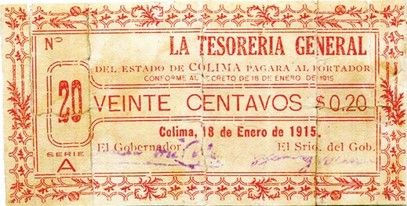 Nº
LA TESORERIA GENERAL
DEL ESTADO DE COLIMA PAGARA AL PORTADOR
CONFORME AL DECRETO DE 18 DE ENERO DE 1915
20 VEINTE CENTAVOS $0.20
Colima, 18 de Enero de 1915.
SERIE
A
El Gobernador
El Srio. del Gob.